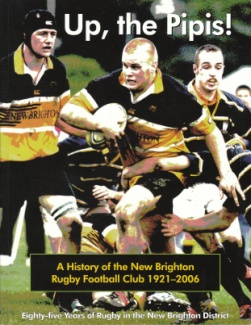 Up, the Pipis!
NEW BRIGHTON
A History of the New Brighton
Rugby Football Club 1921–2006
Eighty-five Years of Rugby in the New Brighton District